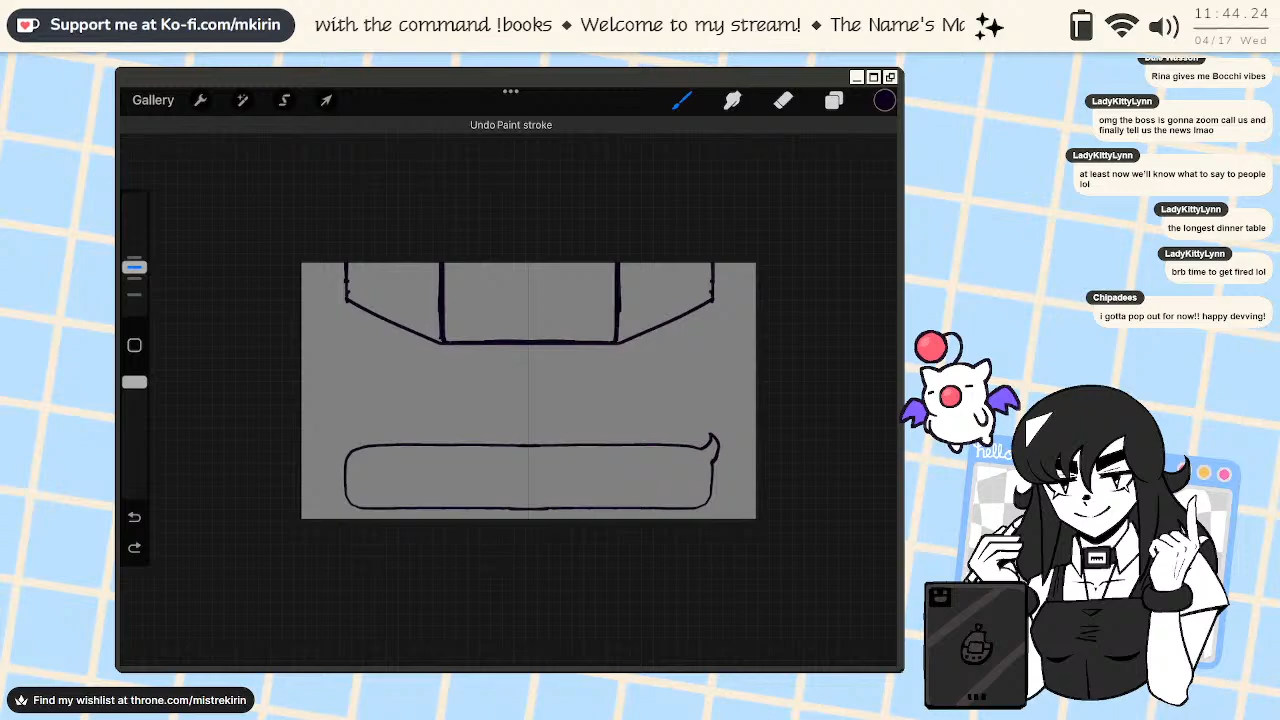 Support me at Ko-fi.com/mkirin
with the command !books ◆ Welcome to my stream! ◆ The Name's M
11:44.24
04/17 Wed
Gallery
Undo Paint stroke
Rina gives me Bocchi vibes
LadyKittyLynn
omg the boss is gonna zoom call us and
finally tell us the news lmao
LadyKittyLynn
at least now we'll know what to say to people
lol
LadyKittyLynn
the longest dinner table
LadyKittyLynn
brb time to get fired lol
Chipadees
i gotta pop out for now!! happy devving!
hello
Find my wishlist at throne.com/mistrekirin